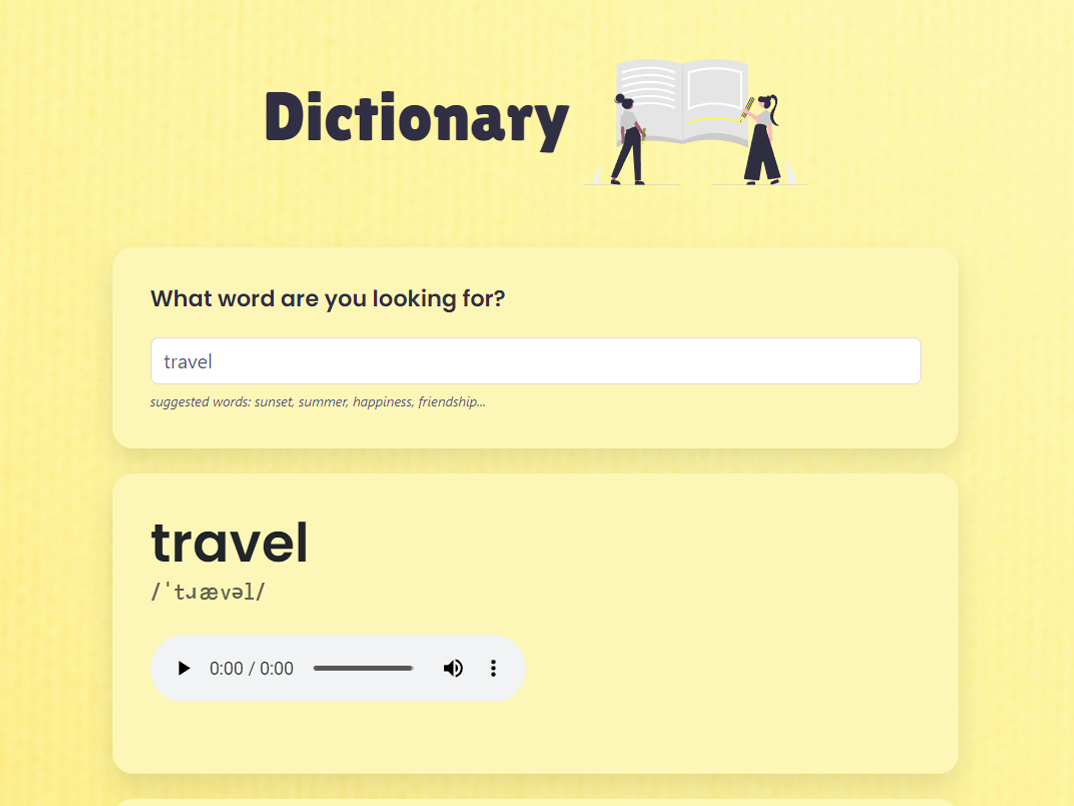 Dictionary
What word are you looking for?
travel
suggested words: sunset, summer, happiness, friendship...
travel
/ˈtɹævəl/
0:00 / 0:00